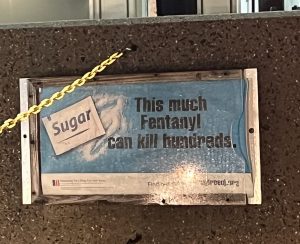 Sugar
This much
Fentanyl
can kill hundreds.